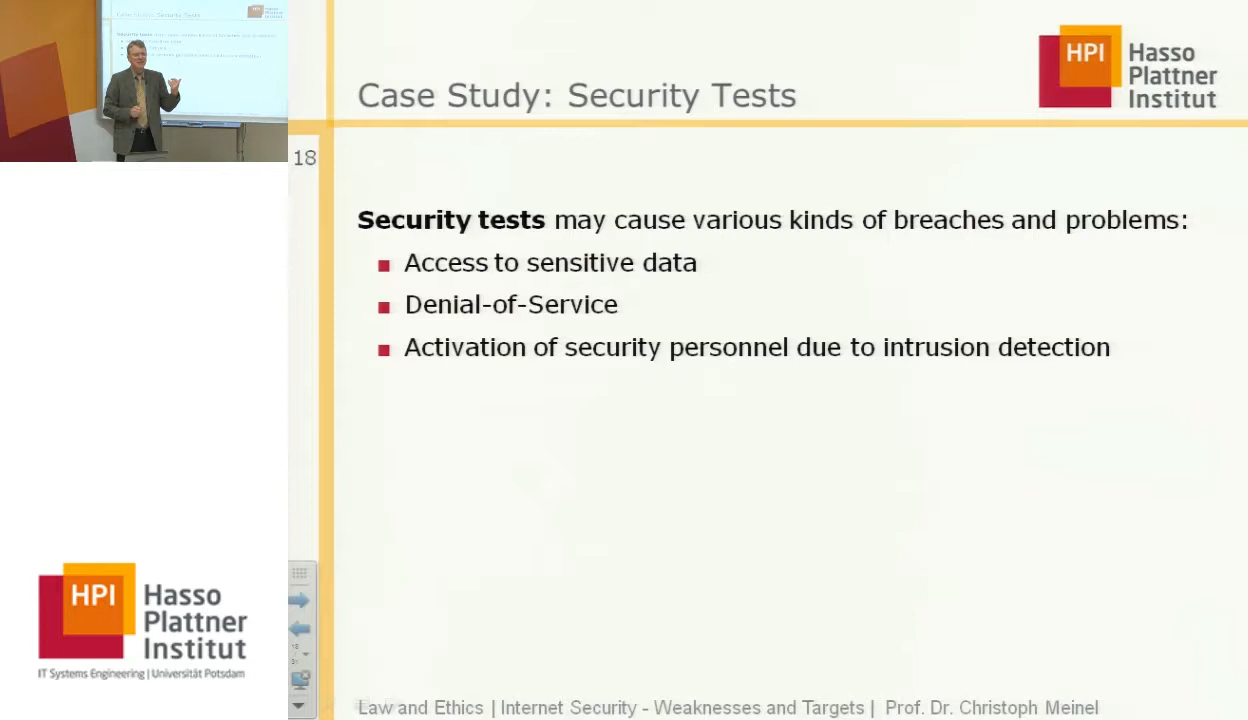 Case Study: Security Tests
HPI
Hasso
Plattner
Institut
18
Security tests may cause various kinds of breaches and problems:
Access to sensitive data
Denial-of-Service
Activation of security personnel due to intrusion detection
HPI
Hasso
Plattner
Institut
IT Systems Engineering | Universität Potsdam
Law and Ethics | Internet Security - Weaknesses and Targets | Prof. Dr. Christoph Meinel